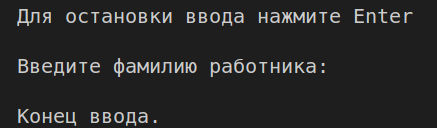 Для остановки ввода нажмите Enter
Введите фамилию работника:
Конец ввода.